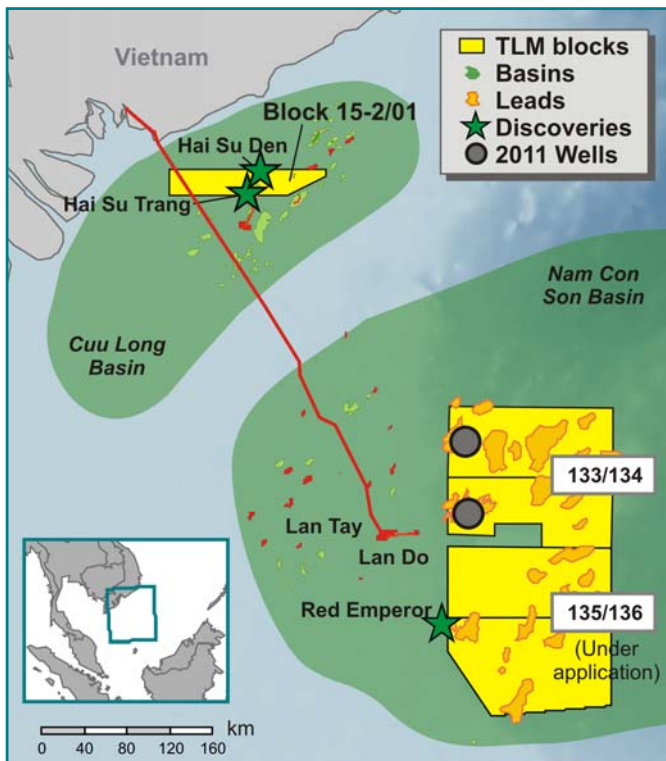 Vietnam
TLM blocks
Basins
Leads
Discoveries
2011 Wells
Block 15-2/01
Hai Su Den
Hai Su Trang
Nam Con
Son Basin
Cuu Long
Basin
133/134
Lan Tay
Lan Do
Red Emperor
135/136
(Under
application)
km
0 40 80 120 160